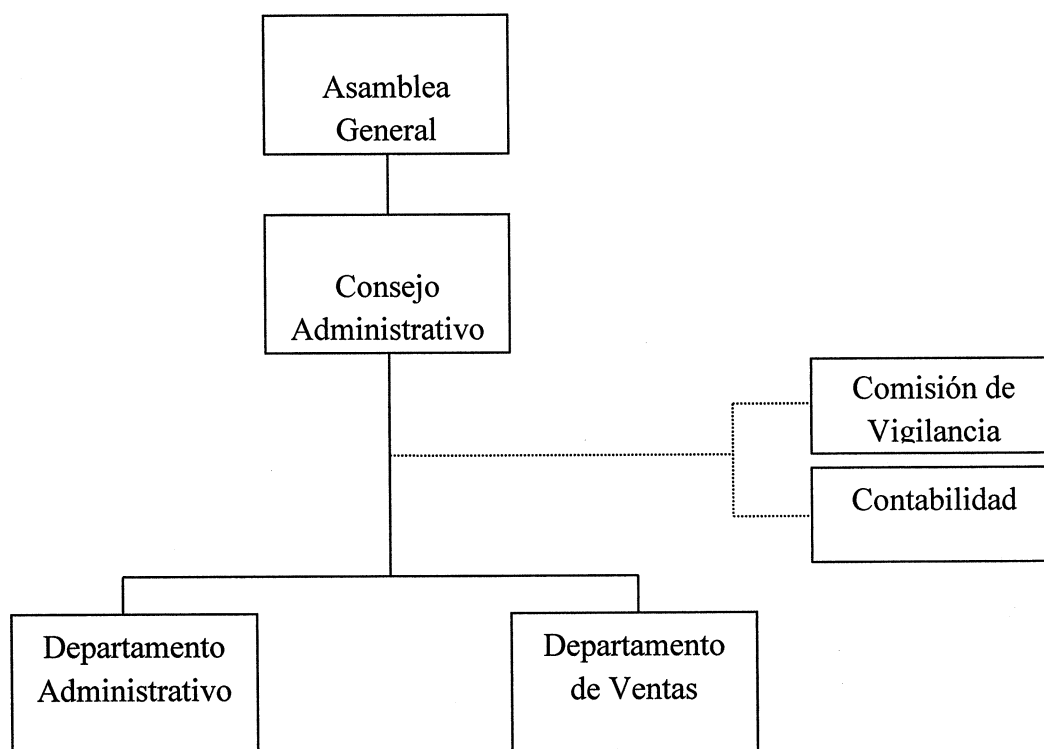 Asamblea
General
Consejo
Administrativo
Comisión de
Vigilancia
Contabilidad
Departamento
Administrativo
Departamento
de Ventas